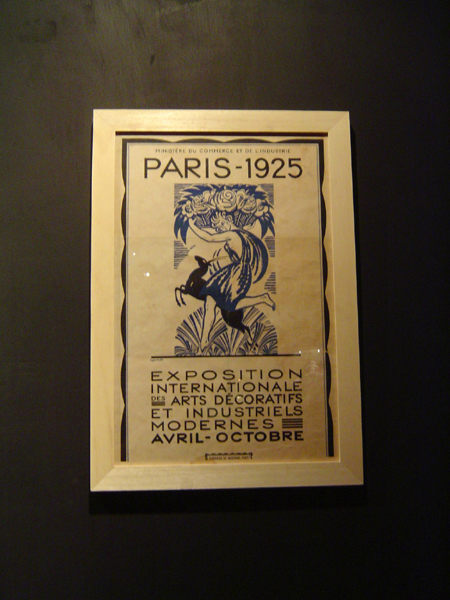 MINISTÈRE DU COMMERCE ET DE L'INDUSTRIE
PARIS-1925
EXPOSITION
INTERNATIONALE
DES ARTS DÉCORATIFS
ET INDUSTRIELS
MODERNES
AVRIL-OCTOBRE